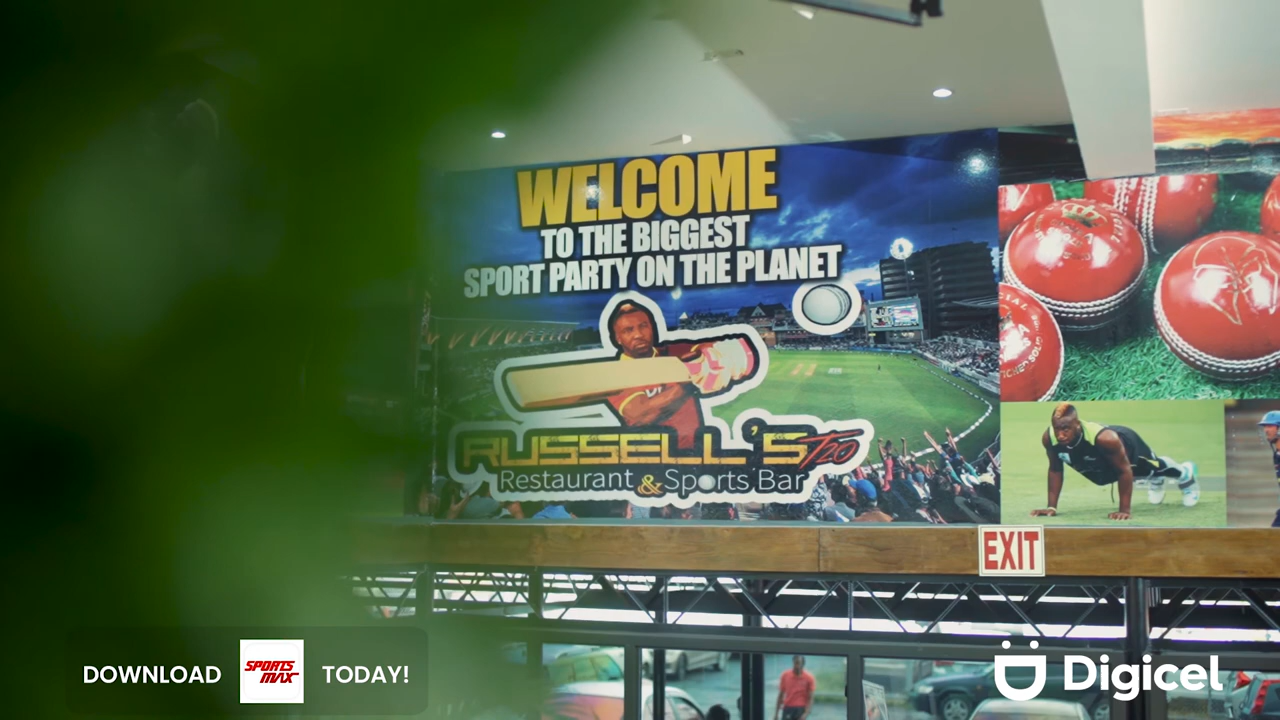 WELCOME
TO THE BIGGEST
SPORT PARTY ON THE PLANET
RUSSELL'S T20
Restaurant & Sports Bar
EXIT
DOWNLOAD SPORTS MAX TODAY!
Digicel